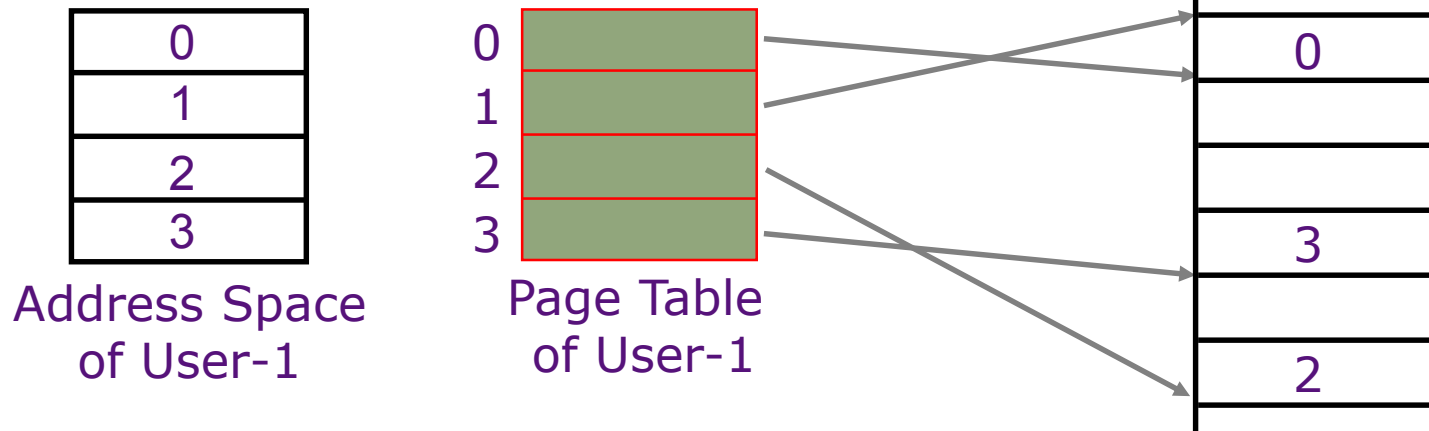 0
1
2
3
Address Space
of User-1
0
1
2
3
Page Table
of User-1
0
3
2